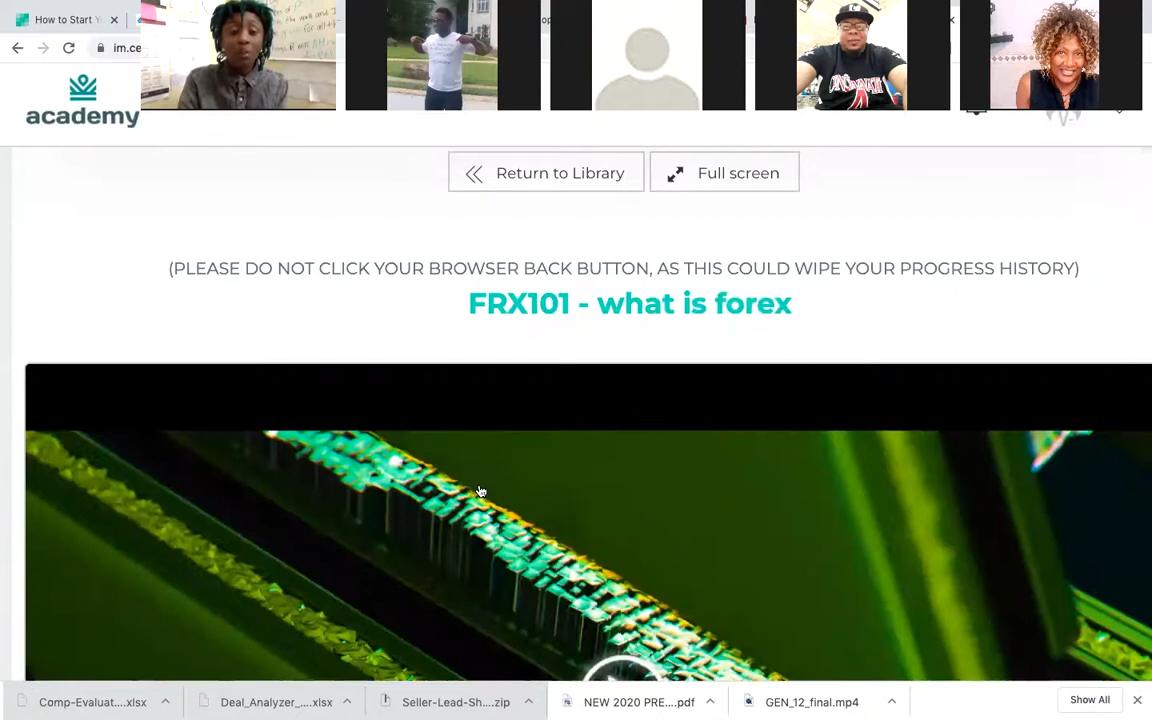 How to Start Y
im.ce
academy
Return to Library
Full screen
(PLEASE DO NOT CLICK YOUR BROWSER BACK BUTTON, AS THIS COULD WIPE YOUR PROGRESS HISTORY)
FRX101 - what is forex
Comp-Evaluat....xlsx
Deal_Analyzer_....xlsx
Seller-Lead-Sh....zip
NEW 2020 PRE....pdf
GEN_12_final.mp4
Show All